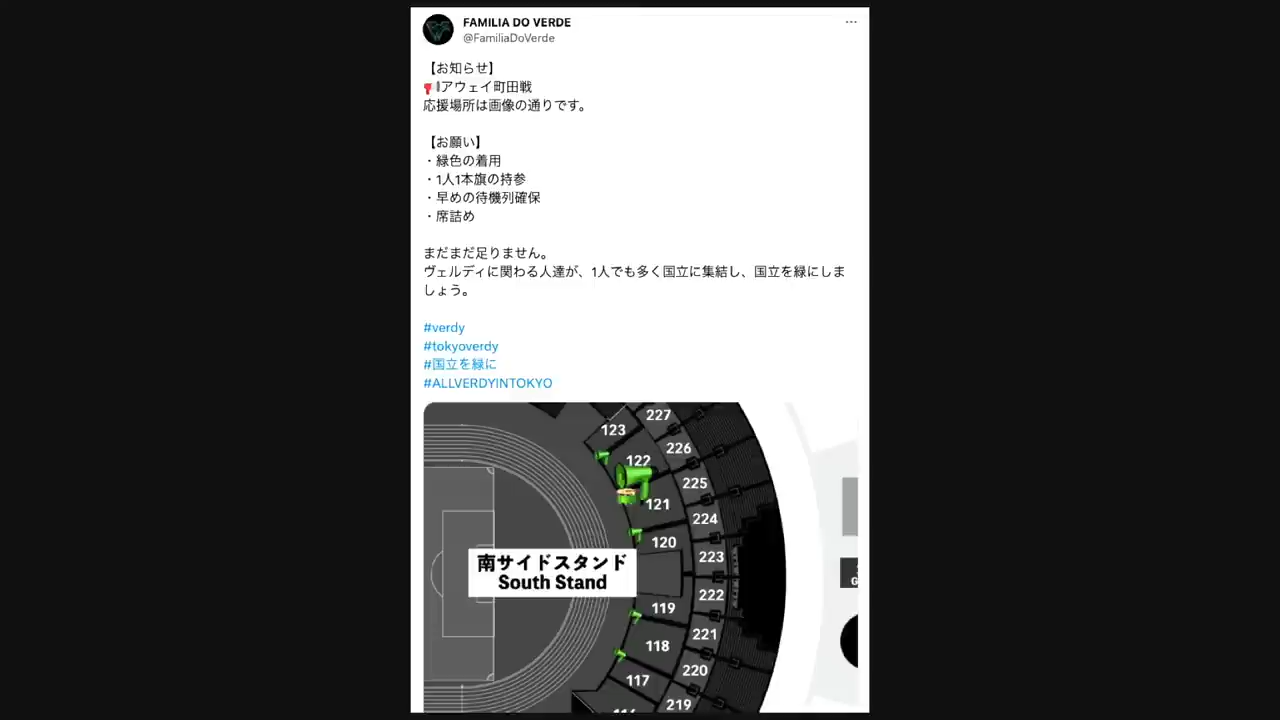 FAMILIA DO VERDE
@FamiliaDoVerde
【お知らせ】
アウェイ町田戦
応援場所は画像の通りです。
【お願い】
・緑色の着用
・1人1本旗の持参
・早めの待機列確保
・席詰め
まだまだ足りません。
ヴェルディに関わる人達が、1人でも多く国立に集結し、国立を緑にしま
しょう。
#verdy
#tokyoverdy
#国立を緑に
#ALLVERDYINTOKYO
227
123
226
122
225
121
224
120
223
南サイドスタンド
South Stand
222
119
221
118
220
117
219